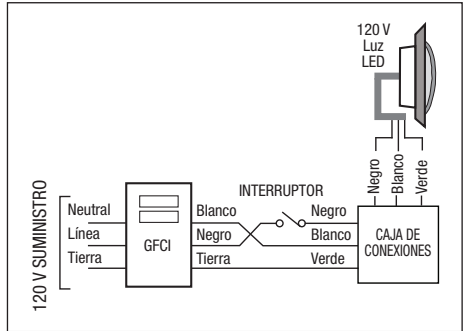 120 V
Luz
LED
Negro
Blanco
Verde
120 V SUMINISTRO
Neutral
Línea
Tierra
GFCI
Blanco
Negro
Tierra
INTERRUPTOR
Negro
Blanco
Verde
CAJA DE
CONEXIONES